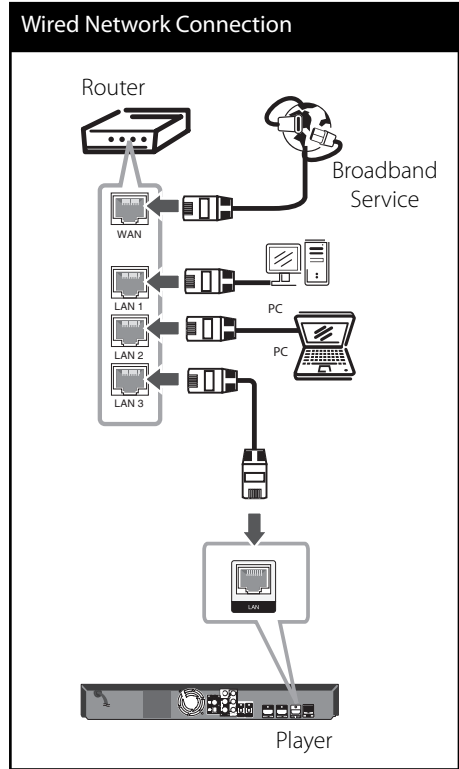 Wired Network Connection
Router
Broadband
Service
WAN
LAN 1
PC
LAN 2
PC
LAN 3
LAN
Player